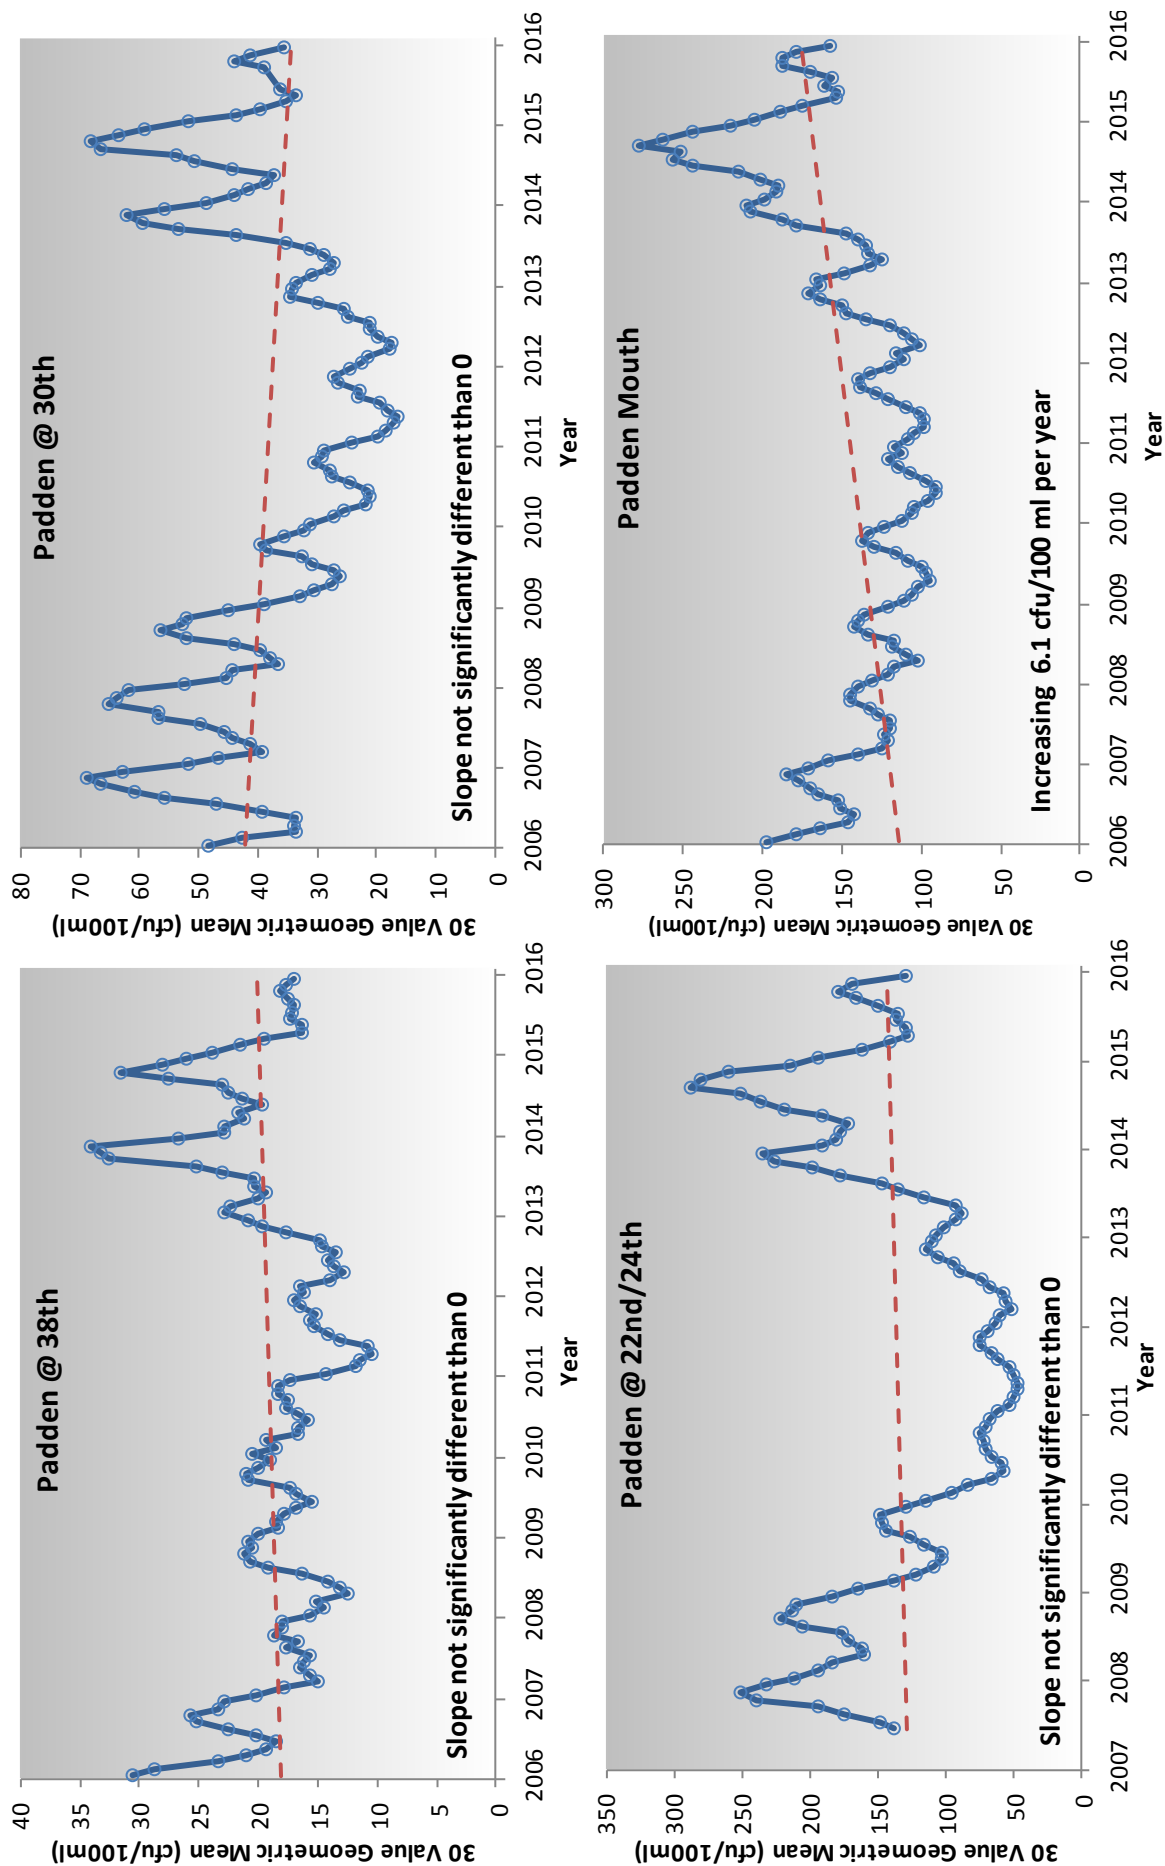 Padden @ 38th
30 Value Geometric Mean (cfu/100ml)
40
35
30
25
20
15
10
5
0
Slope not significantly different than 0
2006 2007 2008 2009 2010 2011 2012 2013 2014 2015 2016
Year
Padden @ 30th
30 Value Geometric Mean (cfu/100ml)
80
70
60
50
40
30
20
10
0
Slope not significantly different than 0
2006 2007 2008 2009 2010 2011 2012 2013 2014 2015 2016
Year
Padden @ 22nd/24th
30 Value Geometric Mean (cfu/100ml)
350
300
250
200
150
100
50
0
Slope not significantly different than 0
2007 2008 2009 2010 2011 2012 2013 2014 2015 2016
Year
Padden Mouth
30 Value Geometric Mean (cfu/100ml)
300
250
200
150
100
50
0
Increasing 6.1 cfu/100 ml per year
2006 2007 2008 2009 2010 2011 2012 2013 2014 2015 2016
Year